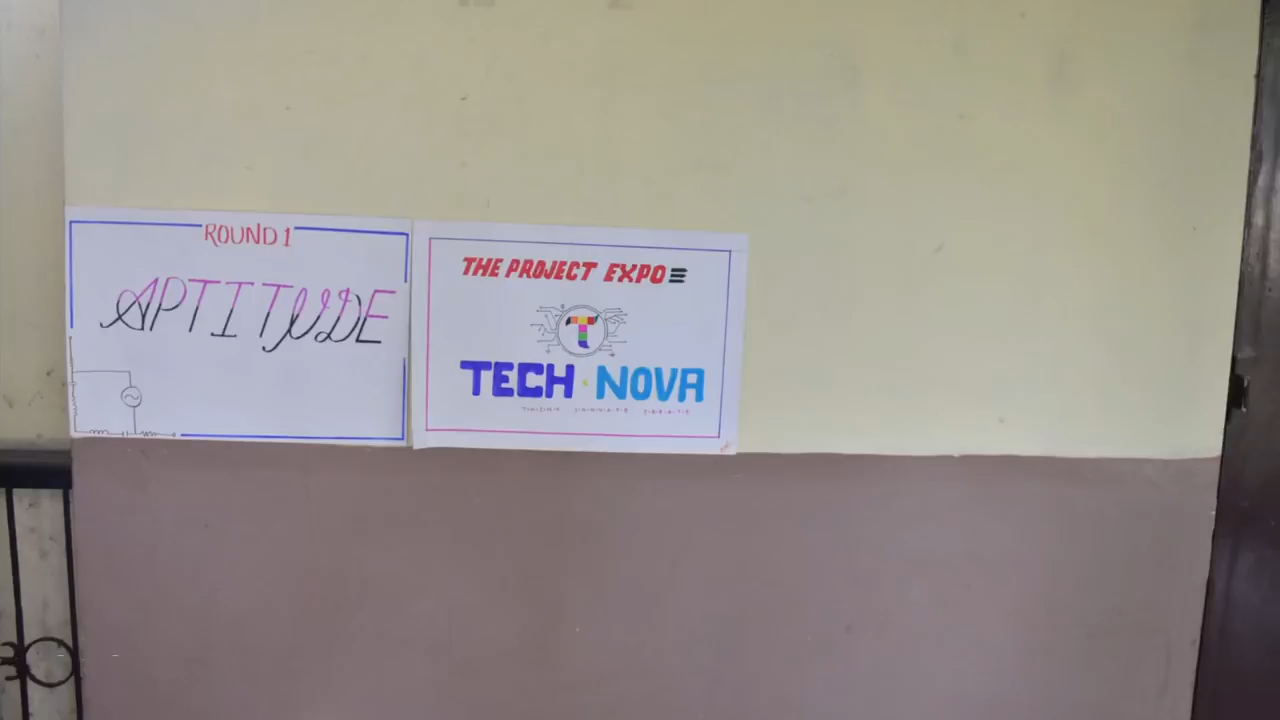 ROUND 1
APTITUDE
THE PROJECT EXPO
T
TECH NOVA